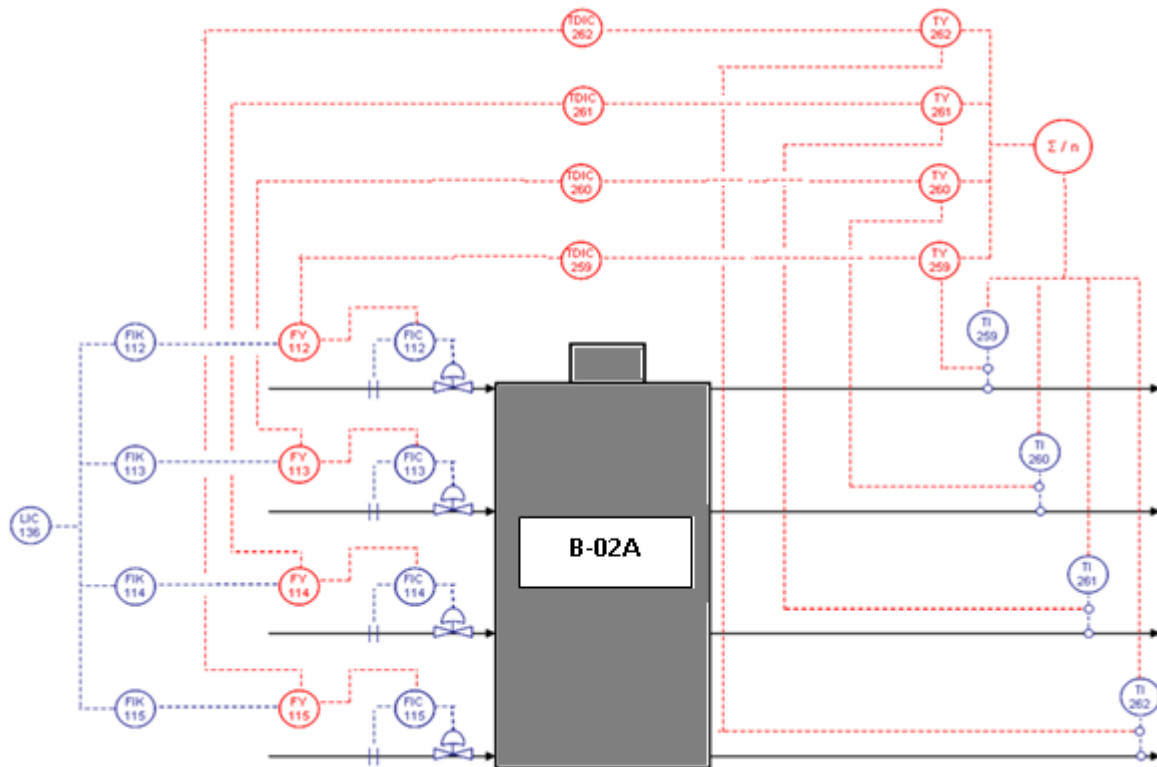 TDIC
262
TY
262
TDIC
261
TY
261
Σ / n
TDIC
260
TY
260
TDIC
259
TY
259
TI
259
FIK
112
FY
112
FIC
112
FIK
113
FY
113
FIC
113
TI
260
LIC
136
B-02A
FIK
114
FY
114
FIC
114
TI
261
FIK
115
FY
115
FIC
115
TI
262